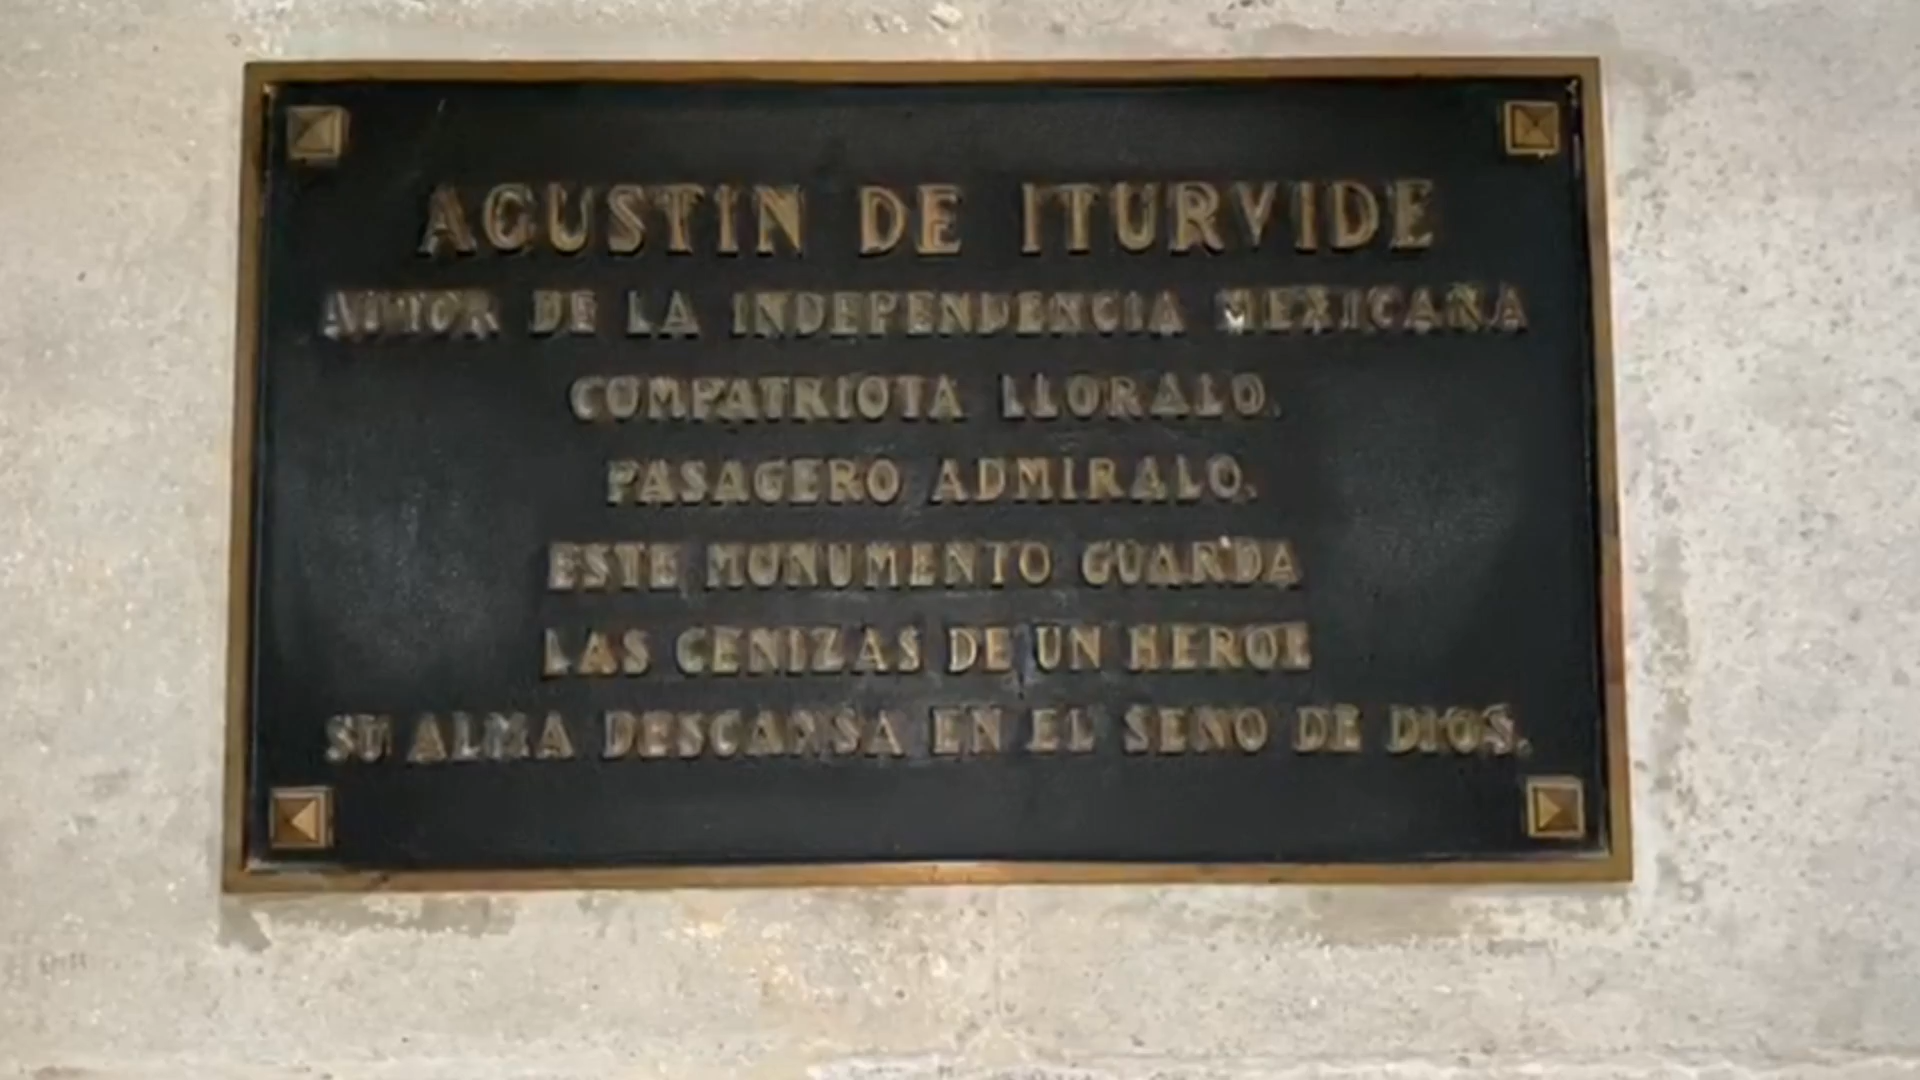 AGUSTIN DE ITURVIDE
AUTOR DE LA INDEPENDENCIA MEXICANA
COMPATRIOTA LLORALO.
PASAGERO ADMIRALO.
ESTE MONUMENTO GUARDA
LAS CENIZAS DE UN HEROE
SU ALMA DESCANSA EN EL SENO DE DIOS.